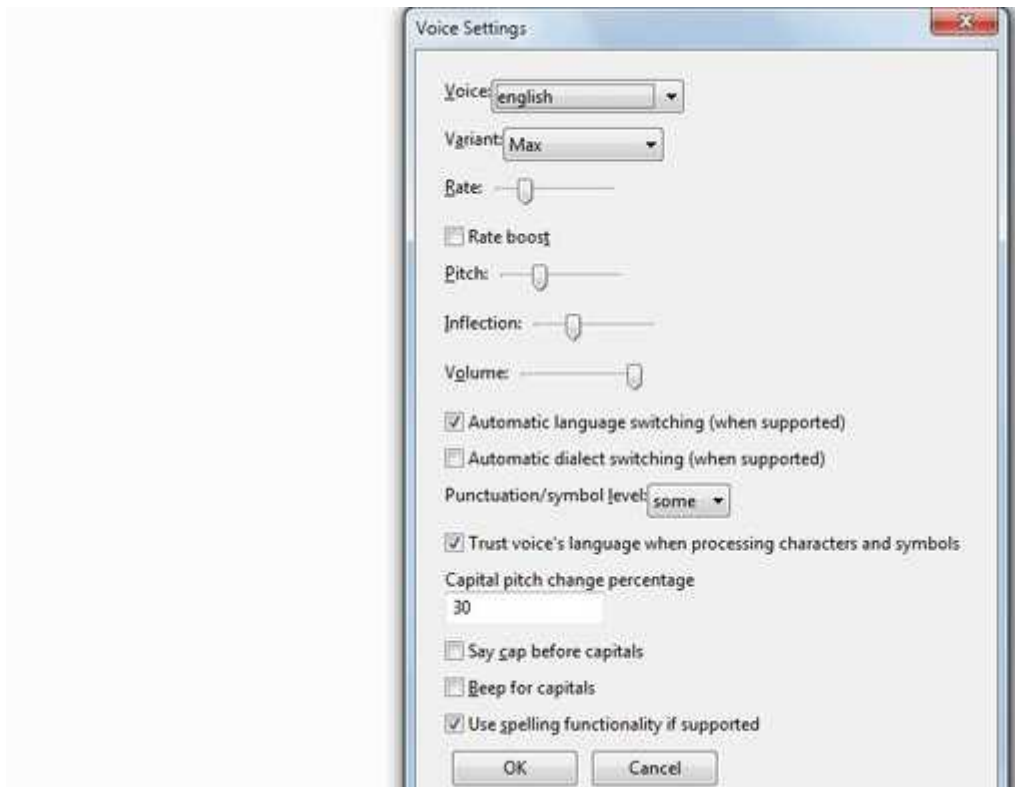 Voice Settings
Voice: english
Variant: Max
Rate:
Rate boost
Pitch:
Inflection:
Volume:
Automatic language switching (when supported)
Automatic dialect switching (when supported)
Punctuation/symbol level: some
Trust voice's language when processing characters and symbols
Capital pitch change percentage
30
Say cap before capitals
Beep for capitals
Use spelling functionality if supported
OK Cancel